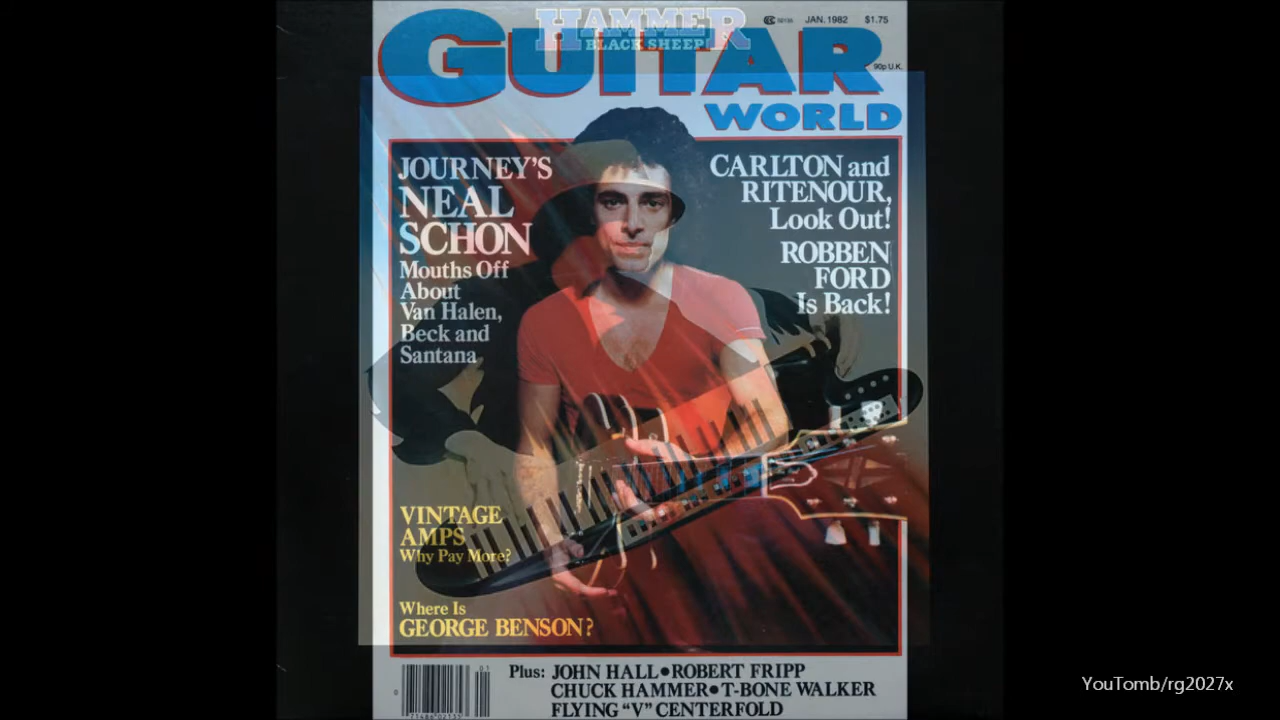 HAMMER
BLACK SHEEP
JAN. 1982 $1.75
GUITAR
90p U.K.
WORLD
JOURNEY'S
NEAL
SCHON
Mouths Off
About
Van Halen,
Beck and
Santana
CARLTON and
RITENOUR,
Look Out!
ROBBEN
FORD
Is Back!
VINTAGE
AMPS
Why Pay More?
Where Is
GEORGE BENSON?
Plus: JOHN HALL•ROBERT FRIPP
CHUCK HAMMER•T-BONE WALKER
FLYING "V" CENTERFOLD
YouTomb/rg2027x